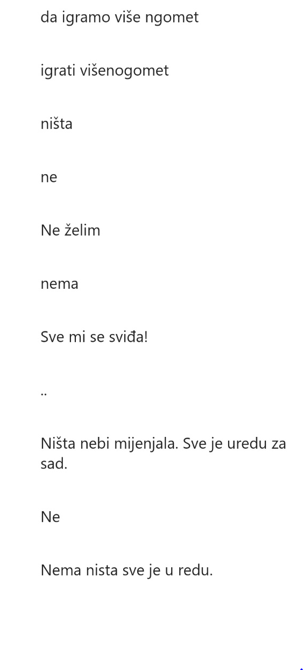 da igramo više ngomet
igrati višenogomet
ništa
ne
Ne želim
nema
Sve mi se sviđa!
..
Ništa nebi mijenjala. Sve je uredu za
sad.
Ne
Nema nista sve je u redu.